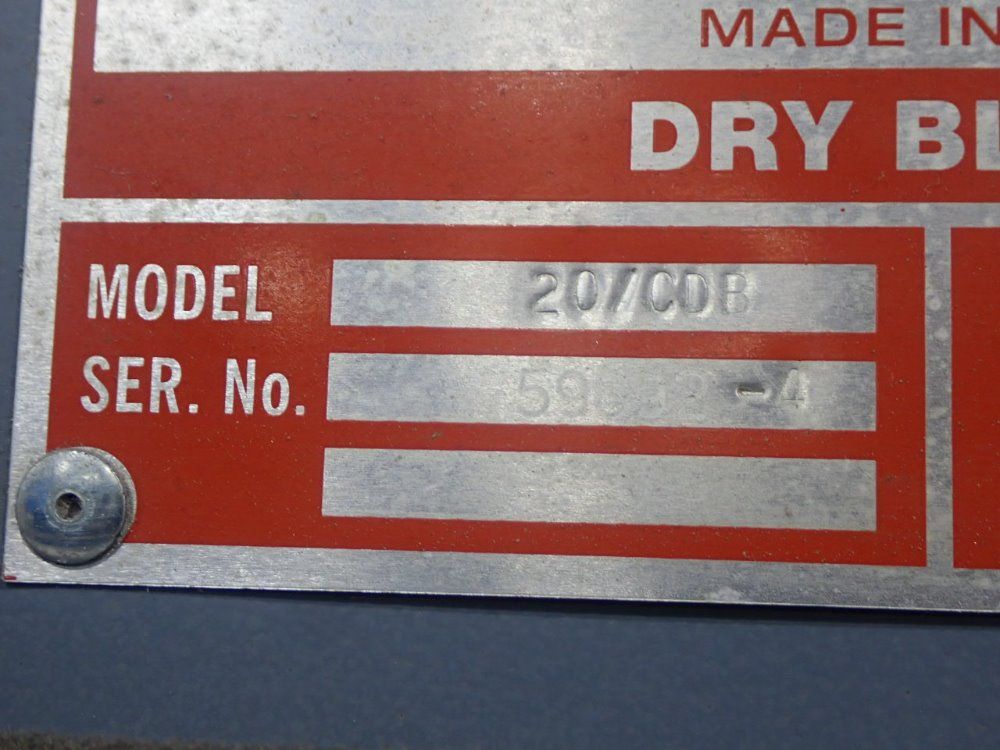 MADE IN
DRY BL
MODEL 20//CDB
SER. No.